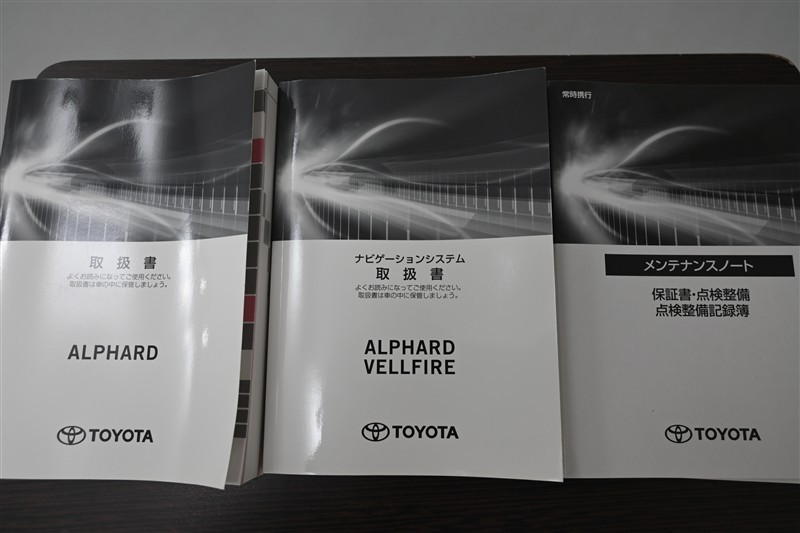 取扱書
よくお読みになってご使用ください。
取扱書は車の中に保管しましょう。
ALPHARD
TOYOTA
ナビゲーションシステム
取扱書
よくお読みになってご使用ください。
取扱書は車の中に保管しましょう。
ALPHARD
VELLFIRE
TOYOTA
常時携行
メンテナンスノート
保証書・点検整備
点検整備記録簿
TOYOTA